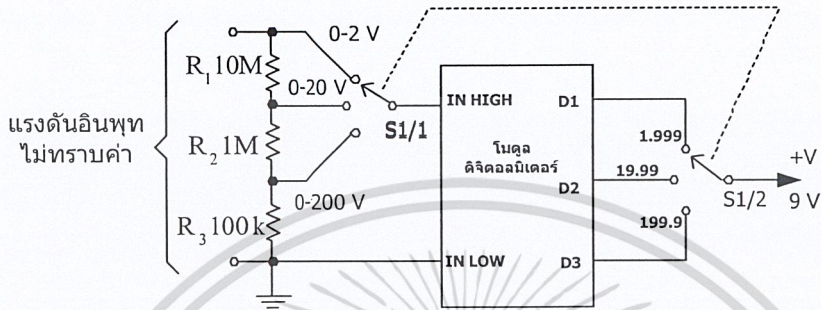 0-2 V
R1 10M
0-20 V
IN HIGH
D1
S1/1
แรงดันอินพุท
ไม่ทราบค่า
R2 1M
โมดูล
ดิจิตอลมิเตอร์
1.999
+V
19.99
D2
S1/2
9 V
0-200 V
R3 100k
199.9
IN LOW
D3